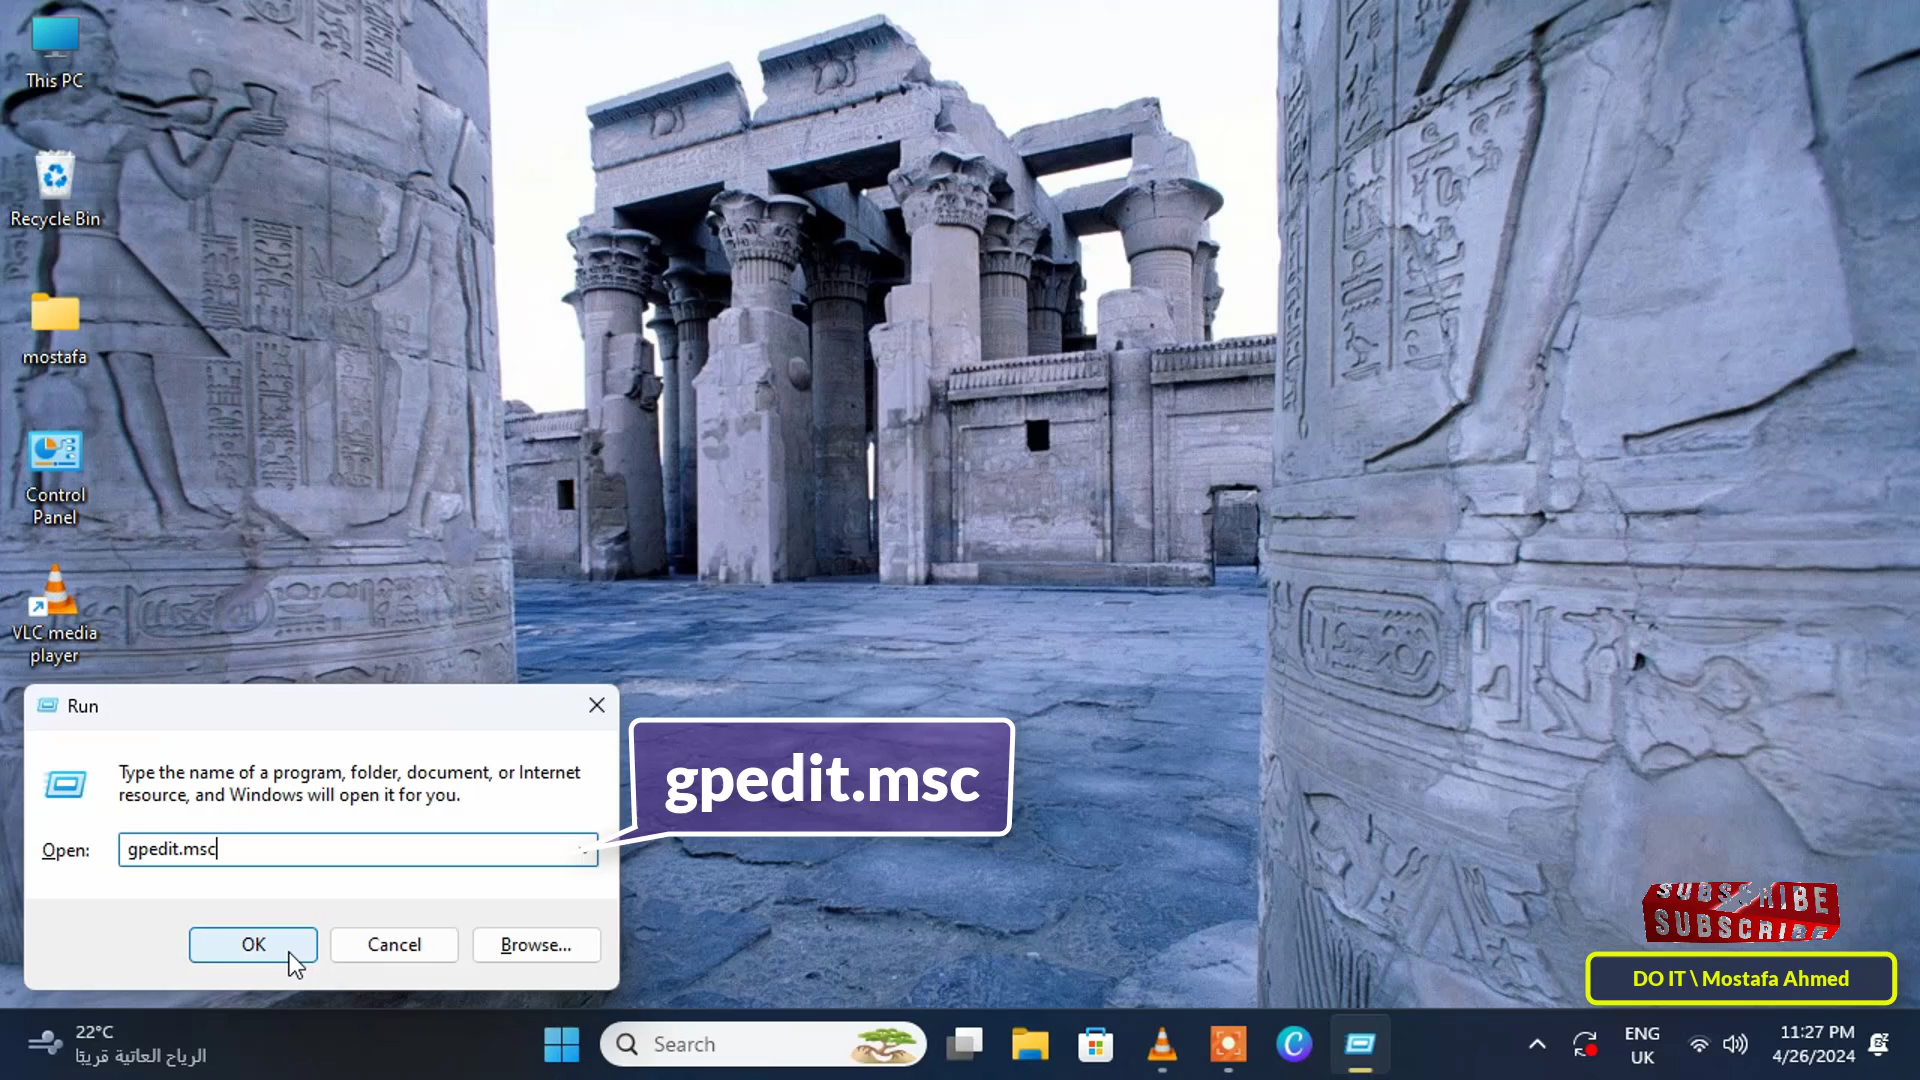 This PC
Recycle Bin
mostafa
Control
Panel
VLC media
player
Run
Type the name of a program, folder, document, or Internet
resource, and Windows will open it for you.
Open:
gpedit.msc
OK
Cancel
Browse...
gpedit.msc
SUBSCRIBE
SUBSCRIBE
DO IT \ Mostafa Ahmed
22°C
الرياح العاتية قريبًا
Search
ENG
UK
11:27 PM
4/26/2024